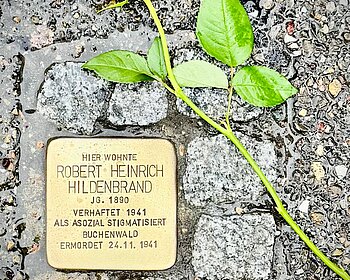 HIER WOHNTE
ROBERT HEINRICH
HILDENBRAND
JG. 1890
VERHAFTET 1941
ALS ASOZIAL STIGMATISIERT
BUCHENWALD
ERMORDET 24.11.1941